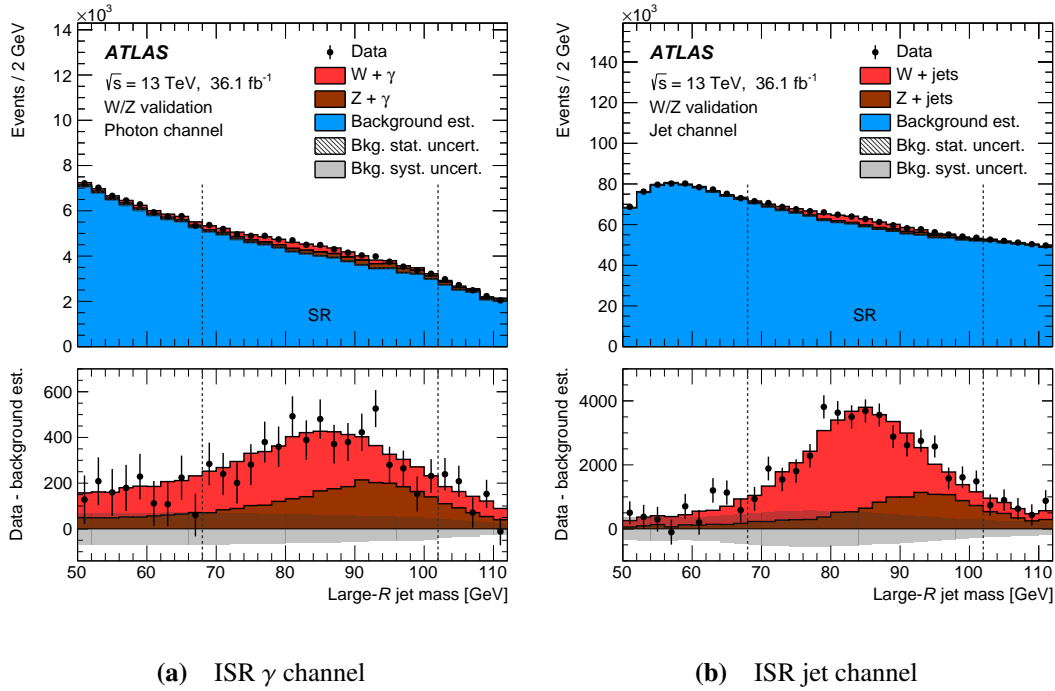 ×10³
14
12
10
8
6
4
2
0
Events / 2 GeV
ATLAS
√s = 13 TeV, 36.1 fb⁻¹
W/Z validation
Photon channel
Data
W + γ
Z + γ
Background est.
Bkg. stat. uncert.
Bkg. syst. uncert.
SR
600
400
200
0
Data - background est.
50 60 70 80 90 100 110
Large-R jet mass [GeV]
(a) ISR γ channel
×10³
140
120
100
80
60
40
20
0
Events / 2 GeV
ATLAS
√s = 13 TeV, 36.1 fb⁻¹
W/Z validation
Jet channel
Data
W + jets
Z + jets
Background est.
Bkg. stat. uncert.
Bkg. syst. uncert.
SR
4000
2000
0
Data - background est.
50 60 70 80 90 100 110
Large-R jet mass [GeV]
(b) ISR jet channel